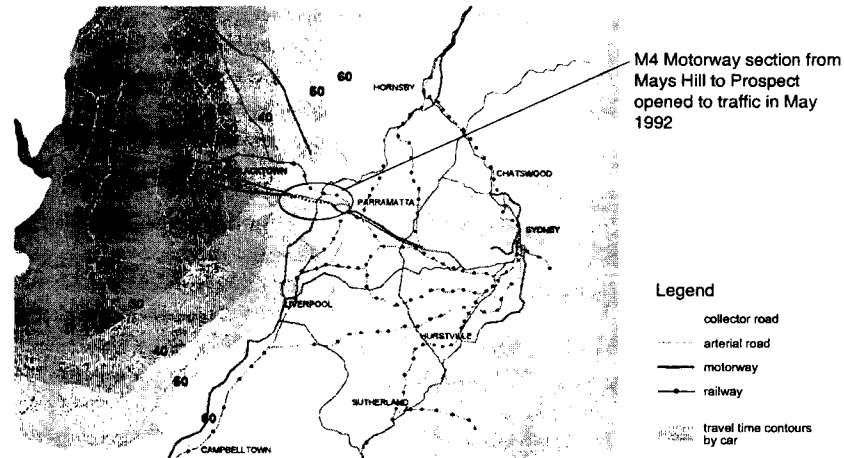 60
50
40
HORNSBY
M4 Motorway section from
Mays Hill to Prospect
opened to traffic in May
1992
CHATSWOOD
PARRAMATTA
SYDNEY
LIVERPOOL
HURSTVILLE
40
50
60
SUTHERLAND
CAMPBELLTOWN
Legend
collector road
arterial road
motorway
railway
travel time contours
by car